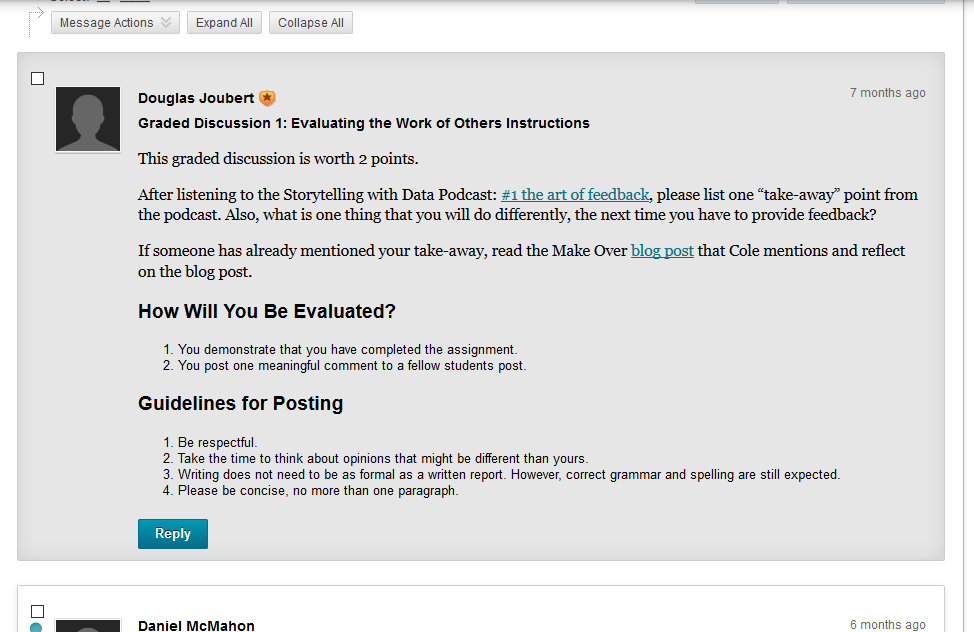 Message Actions Expand All Collapse All
Douglas Joubert 7 months ago
Graded Discussion 1: Evaluating the Work of Others Instructions
This graded discussion is worth 2 points.
After listening to the Storytelling with Data Podcast: #1 the art of feedback, please list one “take-away” point from
the podcast. Also, what is one thing that you will do differently, the next time you have to provide feedback?
If someone has already mentioned your take-away, read the Make Over blog post that Cole mentions and reflect
on the blog post.
How Will You Be Evaluated?
1. You demonstrate that you have completed the assignment.
2. You post one meaningful comment to a fellow students post.
Guidelines for Posting
1. Be respectful.
2. Take the time to think about opinions that might be different than yours.
3. Writing does not need to be as formal as a written report. However, correct grammar and spelling are still expected.
4. Please be concise, no more than one paragraph.
Reply
Daniel McMahon 6 months ago